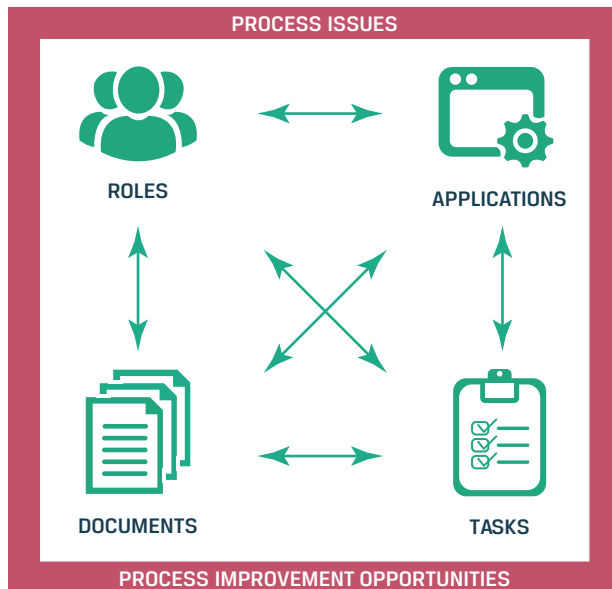 PROCESS ISSUES
ROLES
APPLICATIONS
DOCUMENTS
TASKS
PROCESS IMPROVEMENT OPPORTUNITIES